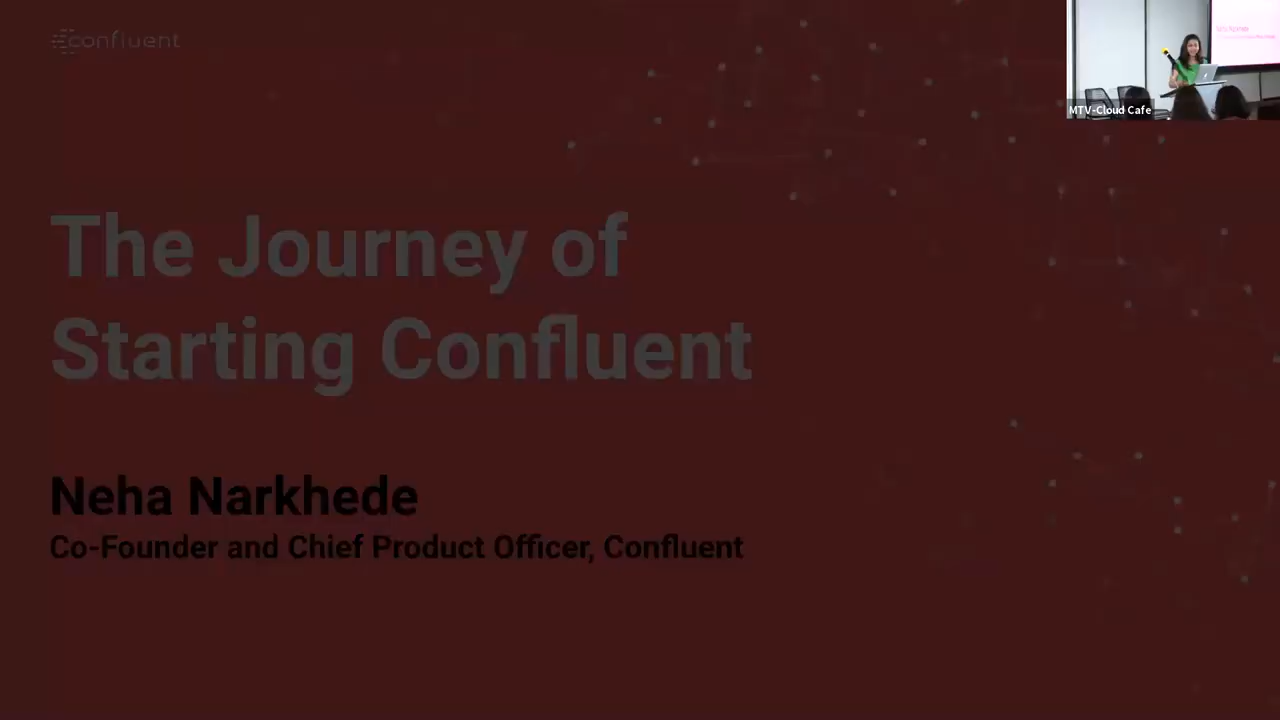 confluent
MTV-Cloud Cafe
The Journey of
Starting Confluent
Neha Narkhede
Co-Founder and Chief Product Officer, Confluent